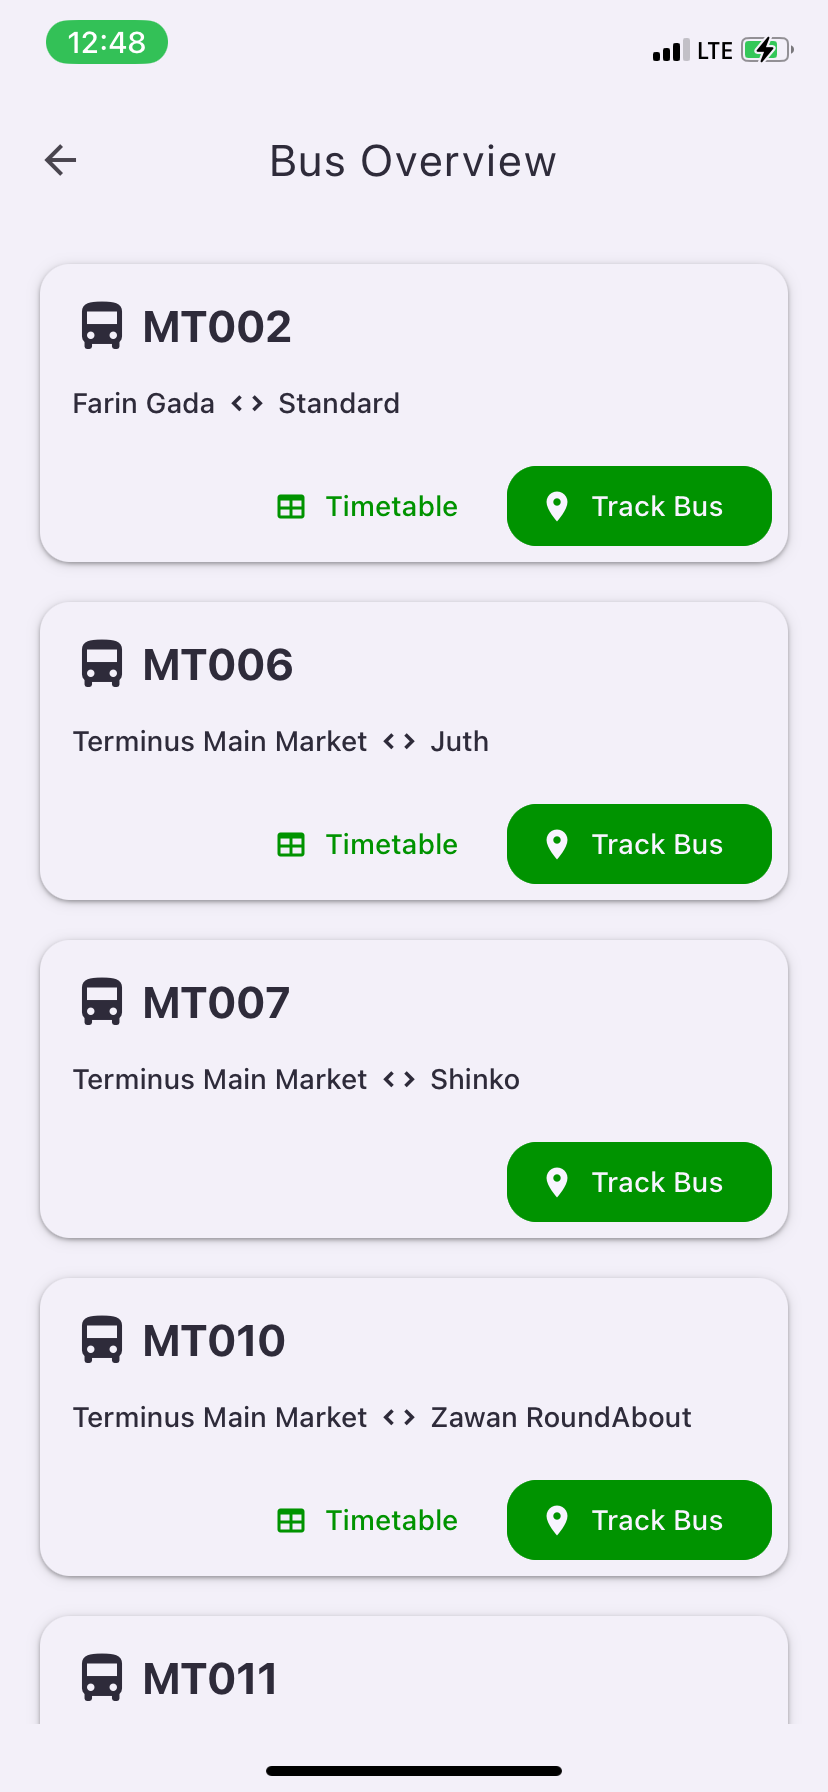 12:48
LTE
Bus Overview
MT002
Farin Gada <> Standard
Timetable
Track Bus
MT006
Terminus Main Market <> Juth
Timetable
Track Bus
MT007
Terminus Main Market <> Shinko
Track Bus
MT010
Terminus Main Market <> Zawan RoundAbout
Timetable
Track Bus
MT011